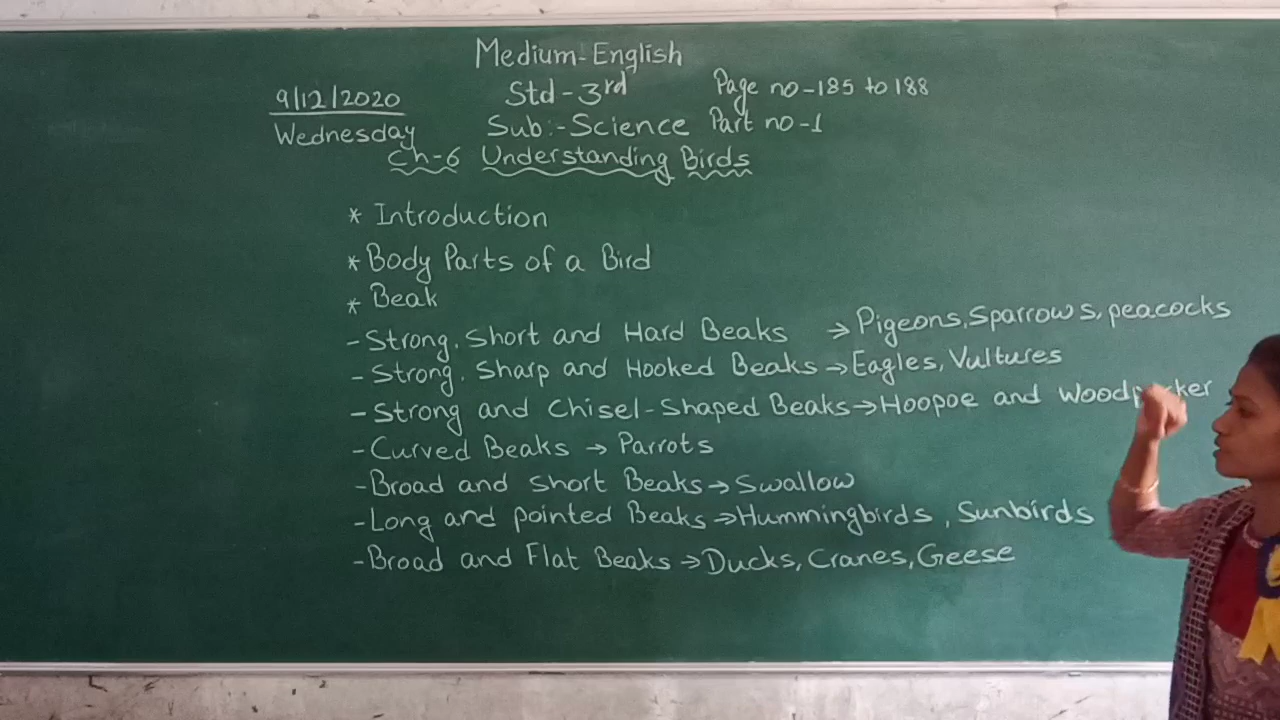 Medium-English
9/12/2020 Std-3rd Page no-185 to 188
Wednesday Sub:-Science Part no-1
Ch-6 Understanding Birds
* Introduction
* Body Parts of a Bird
* Beak
- Strong, Short and Hard Beaks → Pigeons, Sparrows, peacocks
- Strong, Sharp and Hooked Beaks → Eagles, Vultures
- Strong and Chisel-Shaped Beaks → Hoopoe and
- Curved Beaks → Parrots
- Broad and Short Beaks → Swallow
- Long and pointed Beaks → Hummingbirds, Sunbirds
- Broad and Flat Beaks → Ducks, Cranes, Geese